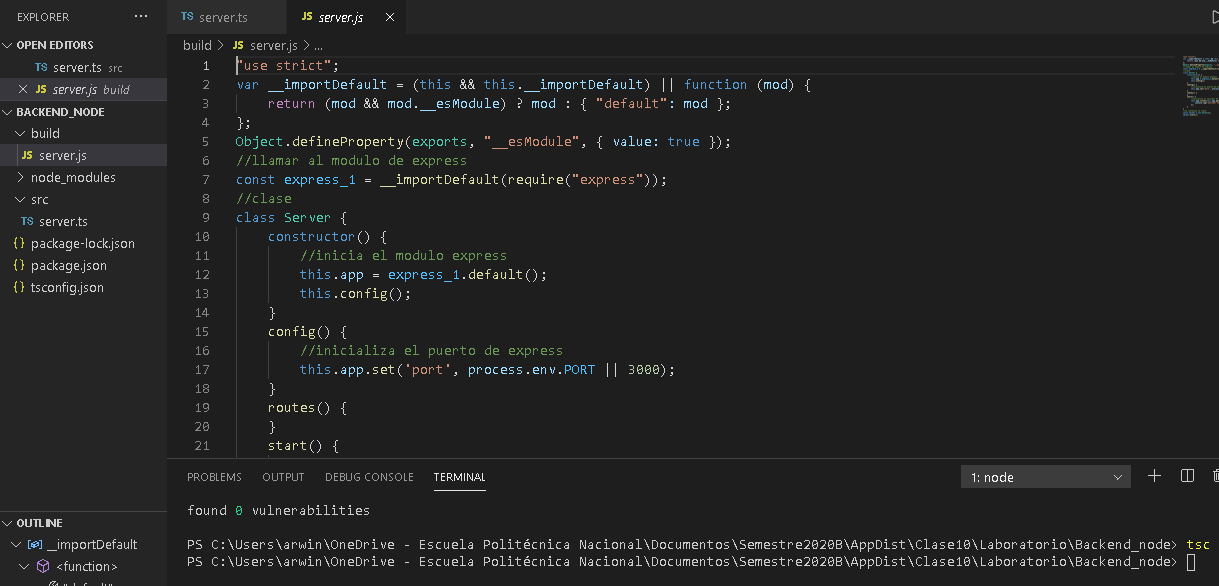 EXPLORER ...
TS server.ts JS server.js ×
OPEN EDITORS
TS server.ts src
× JS server.js build
BACKEND_NODE
build
JS server.js
node_modules
src
TS server.ts
{} package-lock.json
{} package.json
{} tsconfig.json
OUTLINE
__importDefault
<function>
build > JS server.js > ...
1 "use strict";
2 var __importDefault = (this && this.__importDefault) || function (mod) {
3 return (mod && mod.__esModule) ? mod : { "default": mod };
4 };
5 Object.defineProperty(exports, "__esModule", { value: true });
6 //llamar al modulo de express
7 const express_1 = __importDefault(require("express"));
8 //clase
9 class Server {
10 constructor() {
11 //inicia el modulo express
12 this.app = express_1.default();
13 this.config();
14 }
15 config() {
16 //inicializa el puerto de express
17 this.app.set('port', process.env.PORT || 3000);
18 }
19 routes() {
20 }
21 start() {
PROBLEMS OUTPUT DEBUG CONSOLE TERMINAL 1: node
found 0 vulnerabilities
PS C:\Users\arwin\OneDrive - Escuela Politécnica Nacional\Documentos\Semestre2020B\AppDist\Clase10\Laboratorio\Backend_node> tsc
PS C:\Users\arwin\OneDrive - Escuela Politécnica Nacional\Documentos\Semestre2020B\AppDist\Clase10\Laboratorio\Backend_node>